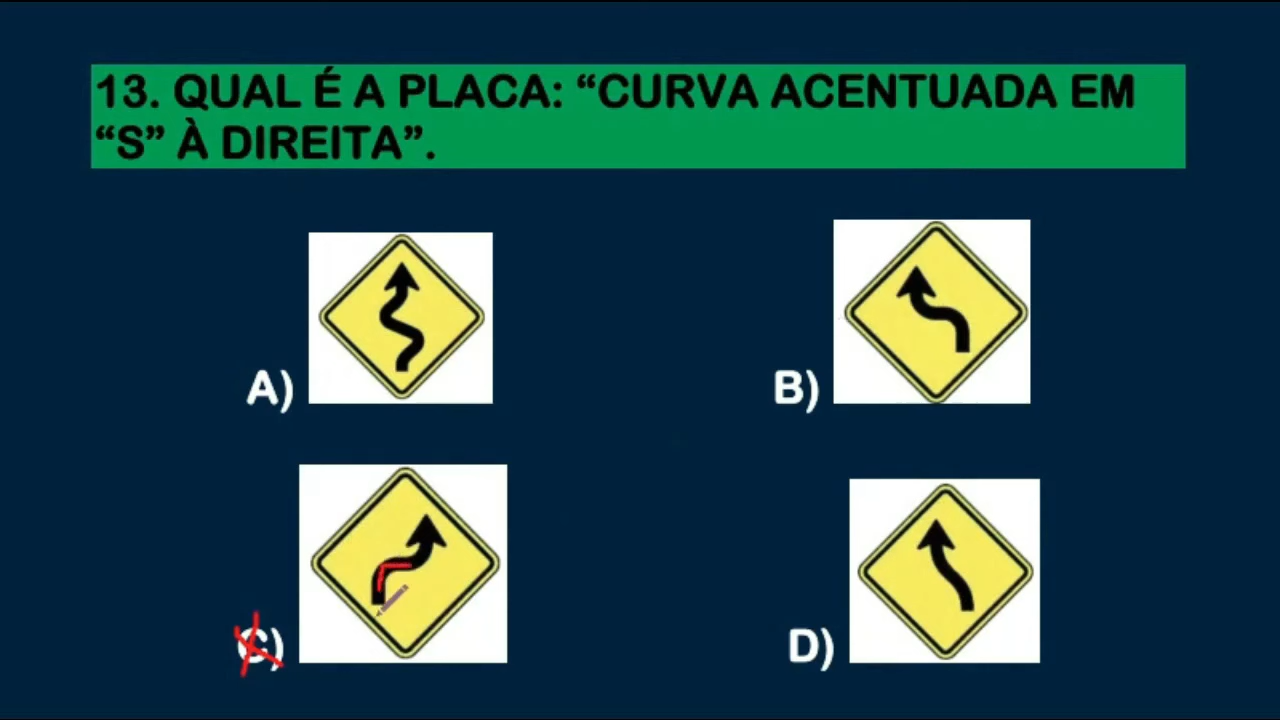 13. QUAL É A PLACA: “CURVA ACENTUADA EM
“S” À DIREITA”.
A)
B)
C)
D)